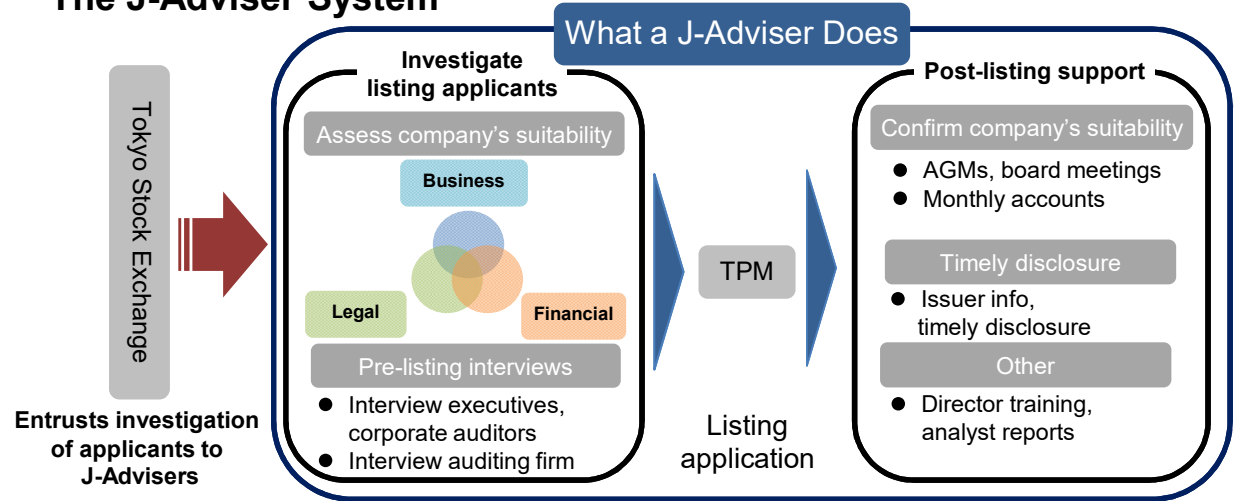 The J-Adviser System
What a J-Adviser Does
Tokyo Stock Exchange
Entrusts investigation
of applicants to
J-Advisers
Investigate
listing applicants
Assess company's suitability
Business
Legal
Financial
Pre-listing interviews
● Interview executives,
corporate auditors
● Interview auditing firm
TPM
Listing
application
Post-listing support
Confirm company's suitability
● AGMs, board meetings
● Monthly accounts
Timely disclosure
● Issuer info,
timely disclosure
Other
● Director training,
analyst reports